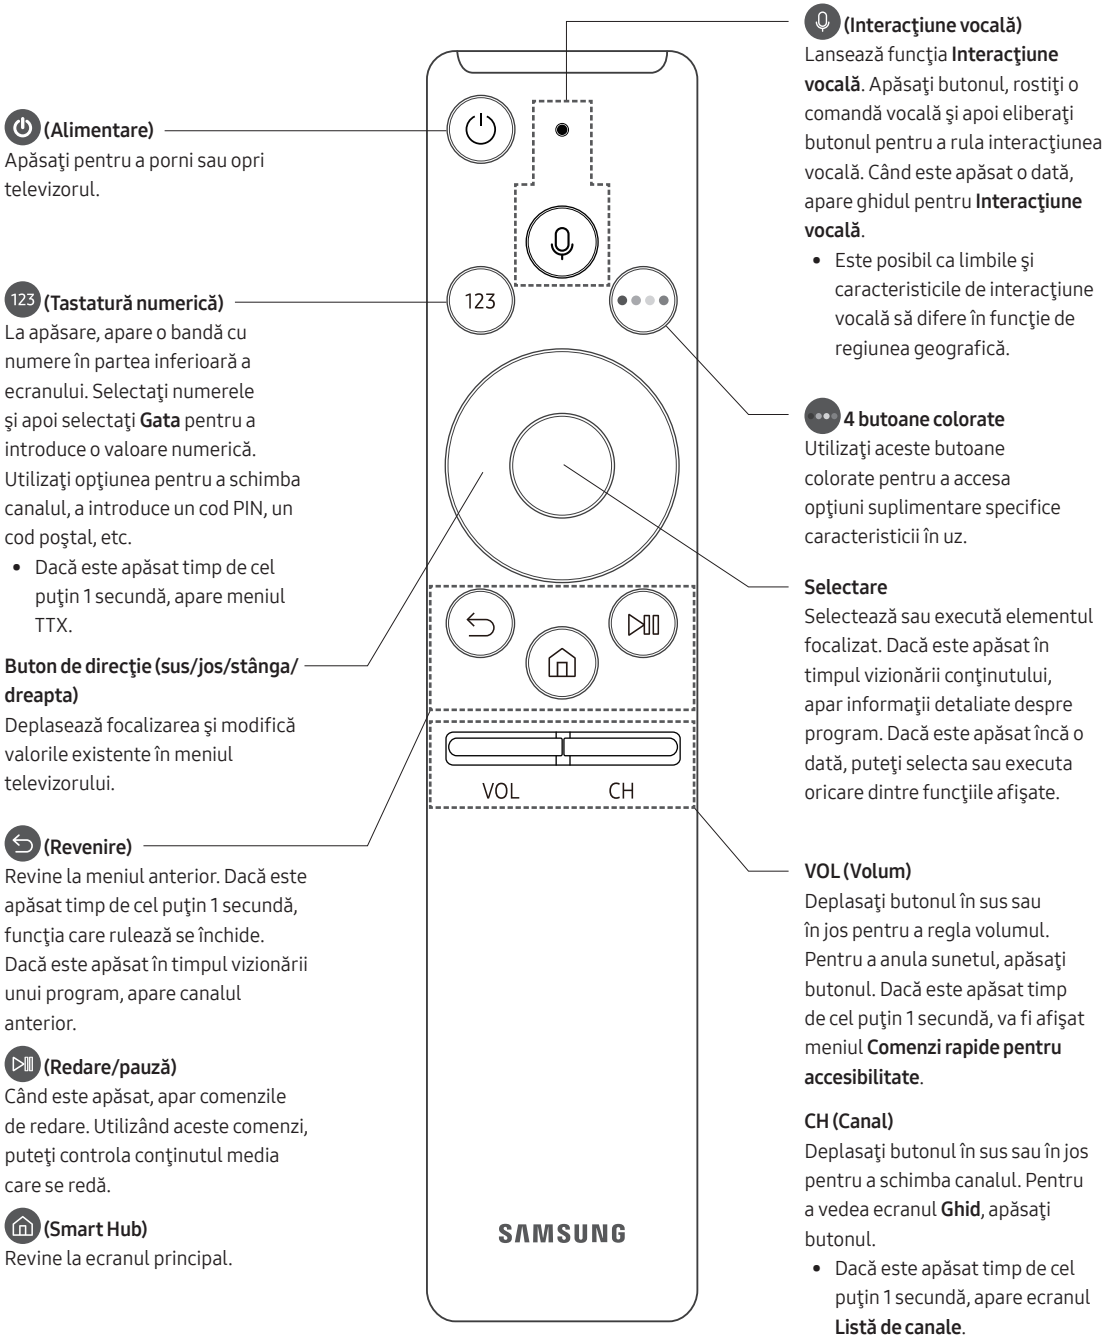 (Alimentare)
Apăsaţi pentru a porni sau opri
televizorul.
123 (Tastatură numerică)
La apăsare, apare o bandă cu
numere în partea inferioară a
ecranului. Selectaţi numerele
şi apoi selectaţi Gata pentru a
introduce o valoare numerică.
Utilizaţi opţiunea pentru a schimba
canalul, a introduce un cod PIN, un
cod poştal, etc.
• Dacă este apăsat timp de cel
puţin 1 secundă, apare meniul
TTX.
Buton de direcţie (sus/jos/stânga/
dreapta)
Deplasează focalizarea şi modifică
valorile existente în meniul
televizorului.
(Revenire)
Revine la meniul anterior. Dacă este
apăsat timp de cel puţin 1 secundă,
funcţia care rulează se închide.
Dacă este apăsat în timpul vizionării
unui program, apare canalul
anterior.
(Redare/pauză)
Când este apăsat, apar comenzile
de redare. Utilizând aceste comenzi,
puteţi controla conţinutul media
care se redă.
(Smart Hub)
Revine la ecranul principal.
123
VOL CH
SAMSUNG
(Interacţiune vocală)
Lansează funcţia Interacţiune
vocală. Apăsaţi butonul, rostiţi o
comandă vocală şi apoi eliberaţi
butonul pentru a rula interacţiunea
vocală. Când este apăsat o dată,
apare ghidul pentru Interacţiune
vocală.
• Este posibil ca limbile şi
caracteristicile de interacţiune
vocală să difere în funcţie de
regiunea geografică.
4 butoane colorate
Utilizaţi aceste butoane
colorate pentru a accesa
opţiuni suplimentare specifice
caracteristicii în uz.
Selectare
Selectează sau execută elementul
focalizat. Dacă este apăsat în
timpul vizionării conţinutului,
apar informaţii detaliate despre
program. Dacă este apăsat încă o
dată, puteţi selecta sau executa
oricare dintre funcţiile afişate.
VOL (Volum)
Deplasaţi butonul în sus sau
în jos pentru a regla volumul.
Pentru a anula sunetul, apăsaţi
butonul. Dacă este apăsat timp
de cel puţin 1 secundă, va fi afişat
meniul Comenzi rapide pentru
accesibilitate.
CH (Canal)
Deplasaţi butonul în sus sau în jos
pentru a schimba canalul. Pentru
a vedea ecranul Ghid, apăsaţi
butonul.
• Dacă este apăsat timp de cel
puţin 1 secundă, apare ecranul
Listă de canale.